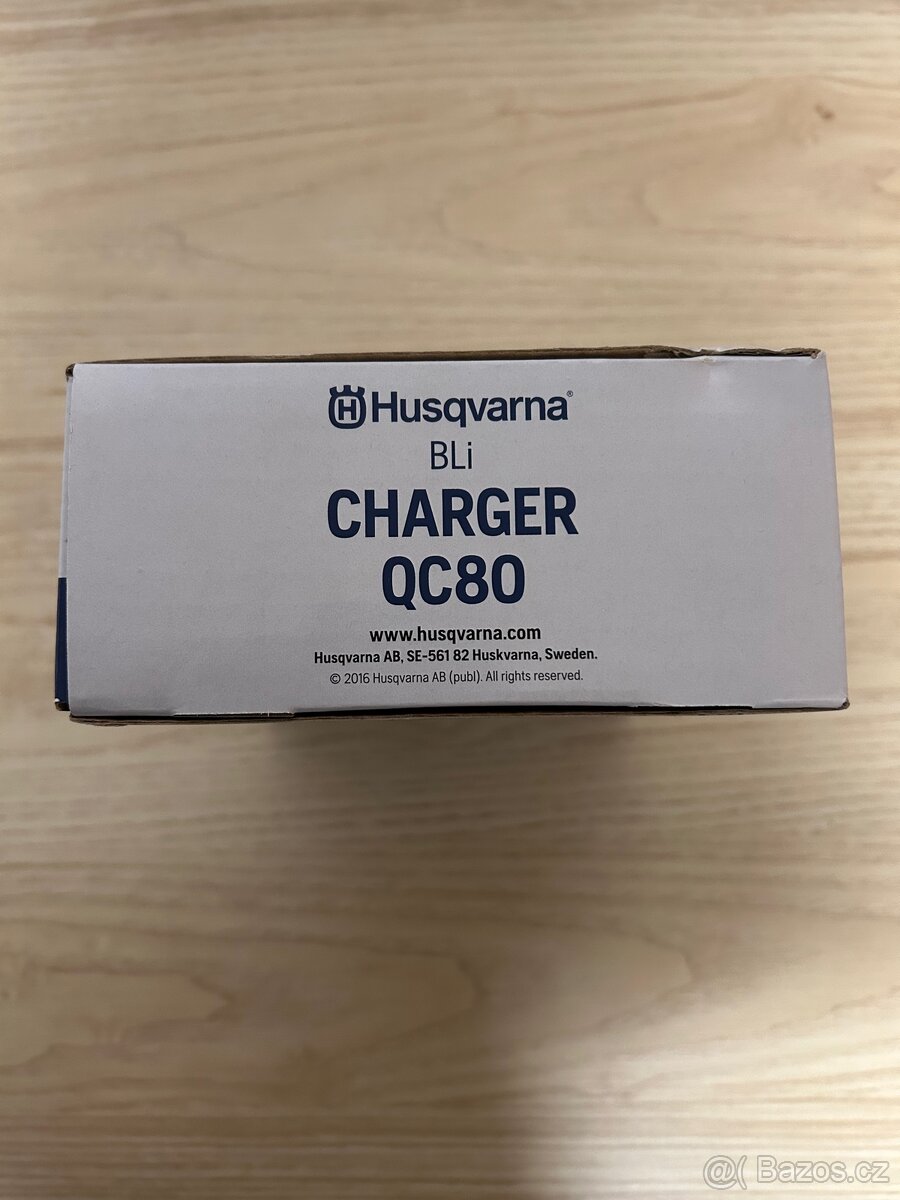 Husqvarna®
BLi
CHARGER
QC80
www.husqvarna.com
Husqvarna AB, SE-561 82 Huskvarna, Sweden.
© 2016 Husqvarna AB (publ). All rights reserved.
@( Bazos.cz